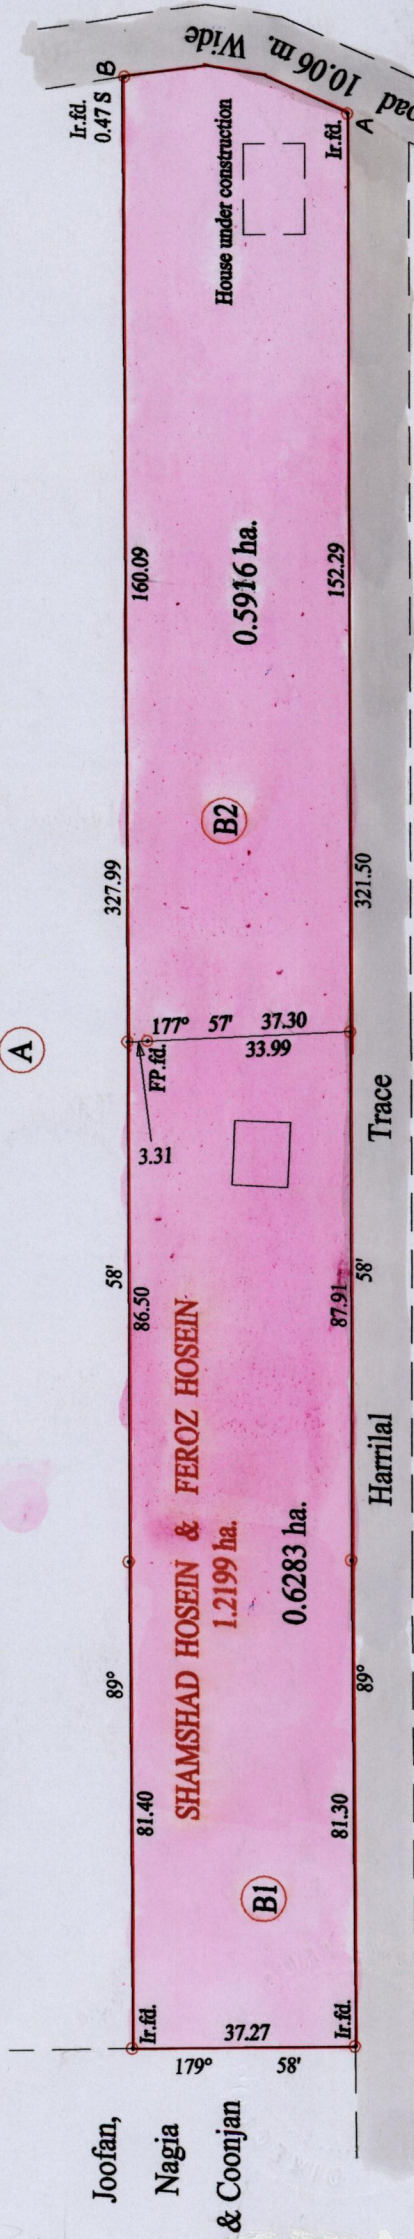 Joofan,
Nagia
& Coonjan
A
89° 58' 327.99
81.40 86.50 160.09
Ir.fd.
Ir.fd.
0.47 S
B
Wide
10.06 m.
oad
179° 58'
37.27
Ir.fd.
B1
SHAMSHAD HOSEIN & FEROZ HOSEIN
1.2199 ha.
0.6283 ha.
3.31
FP.fd.
177° 57' 37.30
33.99
B2
0.5916 ha.
House under construction
Ir.fd.
A
81.30 87.91 152.29
89° 58' 321.50
Harrilal Trace